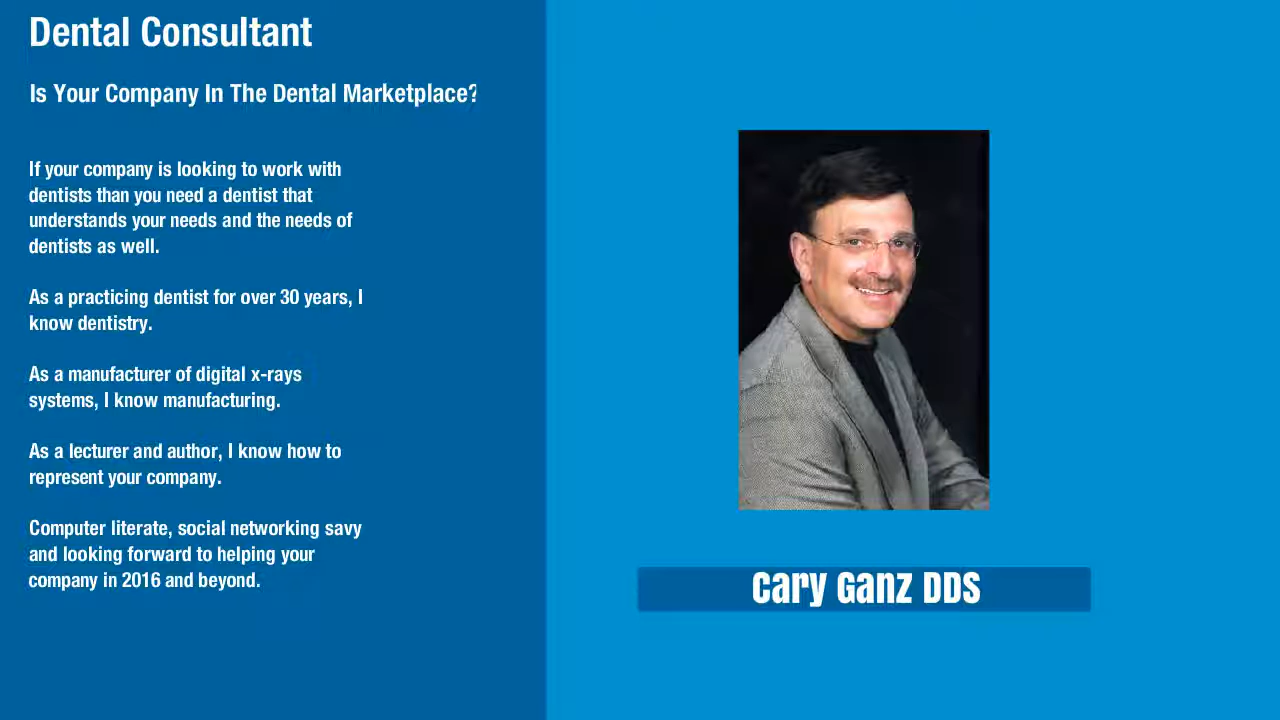 Dental Consultant
Is Your Company In The Dental Marketplace?
If your company is looking to work with
dentists than you need a dentist that
understands your needs and the needs of
dentists as well.
As a practicing dentist for over 30 years, I
know dentistry.
As a manufacturer of digital x-rays
systems, I know manufacturing.
As a lecturer and author, I know how to
represent your company.
Computer literate, social networking savy
and looking forward to helping your
company in 2016 and beyond.
Cary Ganz DDS